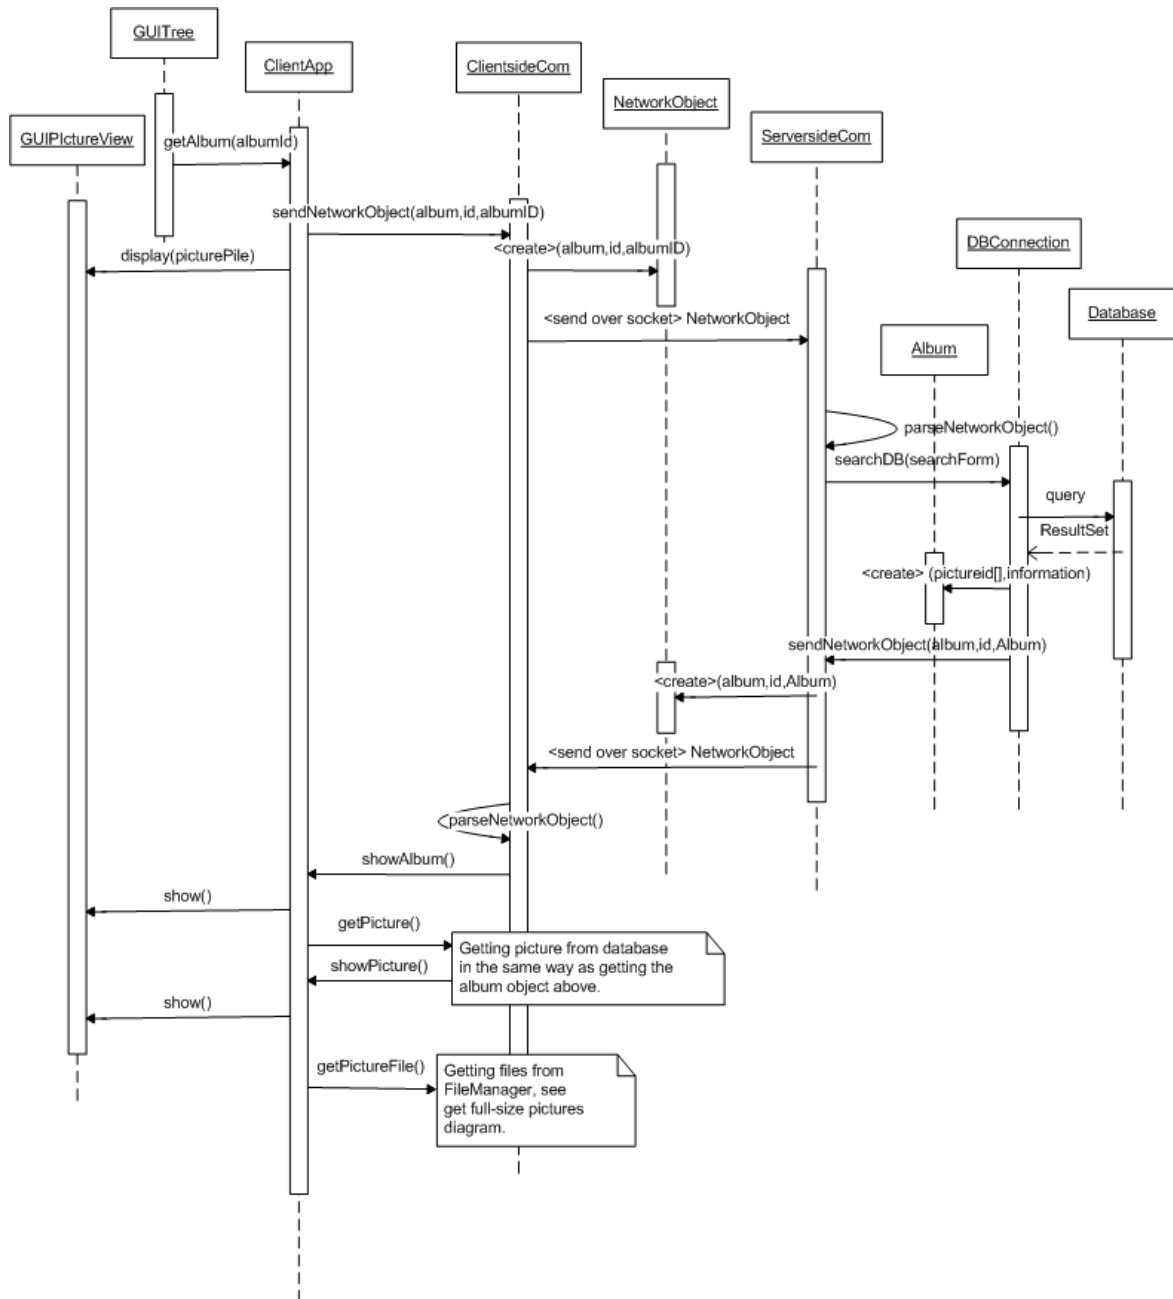 GUITree
ClientApp
ClientsideCom
NetworkObject
GUIPIctureView
ServersideCom
getAlbum(albumId)
sendNetworkObject(album,id,albumID)
DBConnection
<create>(album,id,albumID)
display(picturePile)
Database
<send over socket> NetworkObject
Album
parseNetworkObject()
searchDB(searchForm)
query
ResultSet
<create> (pictureid[],information)
sendNetworkObject(album,id,Album)
<create>(album,id,Album)
<send over socket> NetworkObject
parseNetworkObject()
showAlbum()
show()
getPicture()
Getting picture from database
in the same way as getting the
album object above.
showPicture()
show()
getPictureFile()
Getting files from
FileManager, see
get full-size pictures
diagram.